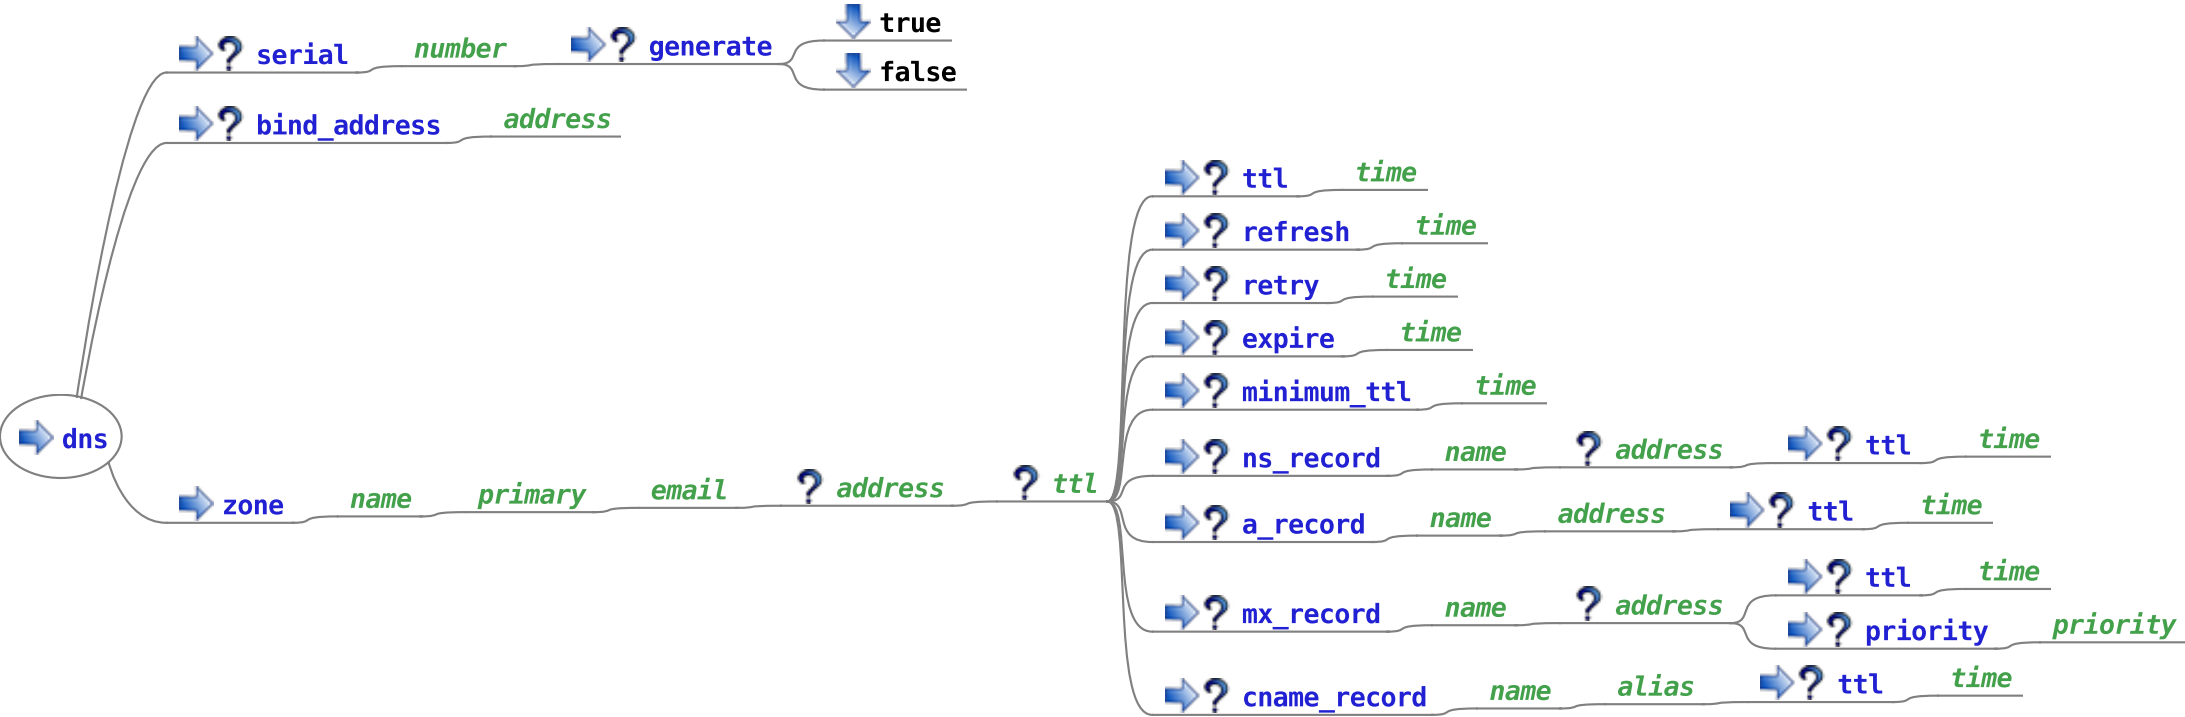 serial number generate true
false
bind_address address
ttl time
refresh time
retry time
expire time
minimum_ttl time
dns
ns_record name address ttl time
zone name primary email address ttl
a_record name address ttl time
mx_record name address ttl time
priority priority
cname_record name alias ttl time